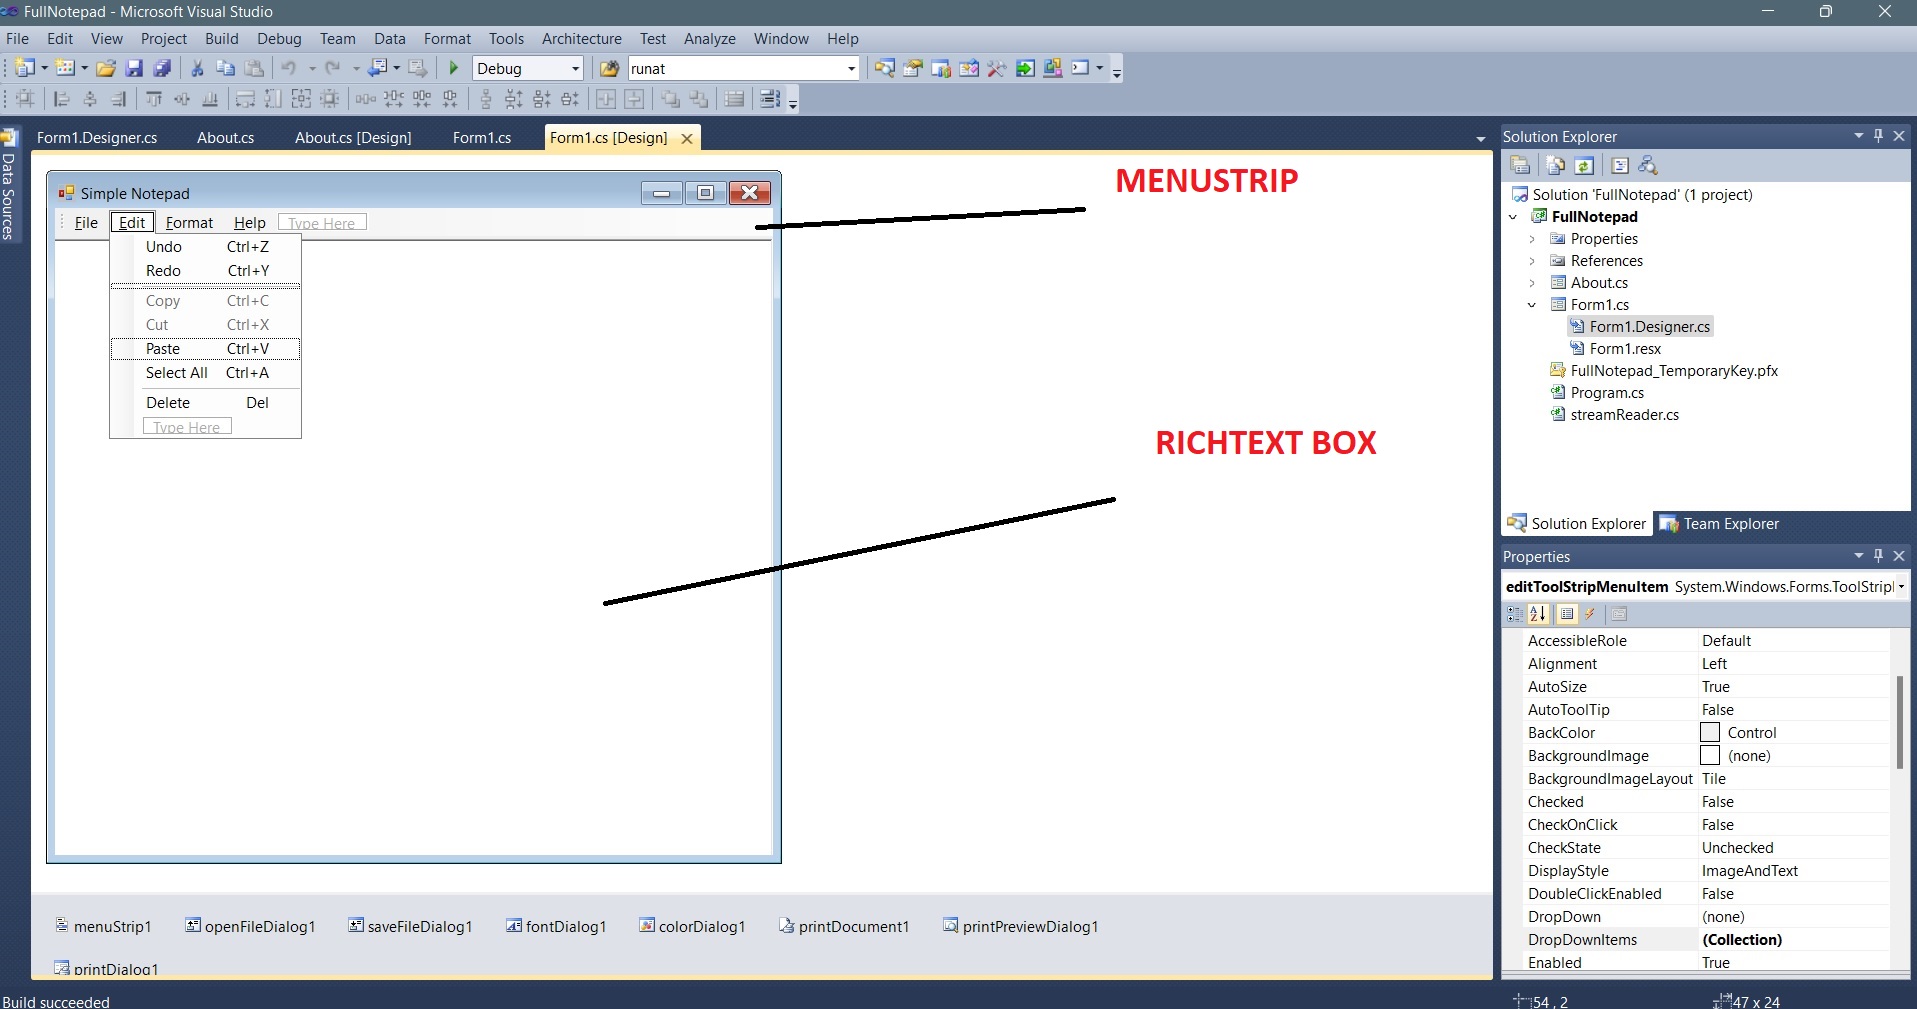 FullNotepad - Microsoft Visual Studio
File Edit View Project Build Debug Team Data Format Tools Architecture Test Analyze Window Help
Debug runat
Form1.Designer.cs About.cs About.cs [Design] Form1.cs Form1.cs [Design]
Data Sources
Simple Notepad
File Edit Format Help Type Here
Undo Ctrl+Z
Redo Ctrl+Y
Copy Ctrl+C
Cut Ctrl+X
Paste Ctrl+V
Select All Ctrl+A
Delete Del
Type Here
MENUSTRIP
RICHTEXT BOX
menuStrip1 openFileDialog1 saveFileDialog1 fontDialog1 colorDialog1 printDocument1 printPreviewDialog1
printDialog1
Solution Explorer
Solution 'FullNotepad' (1 project)
FullNotepad
Properties
References
About.cs
Form1.cs
Form1.Designer.cs
Form1.resx
FullNotepad_TemporaryKey.pfx
Program.cs
streamReader.cs
Solution Explorer Team Explorer
Properties
editToolStripMenuItem System.Windows.Forms.ToolStripI
AccessibleRole Default
Alignment Left
AutoSize True
AutoToolTip False
BackColor Control
BackgroundImage (none)
BackgroundImageLayout Tile
Checked False
CheckOnClick False
CheckState Unchecked
DisplayStyle ImageAndText
DoubleClickEnabled False
DropDown (none)
DropDownItems (Collection)
Enabled True
Build succeeded
54 , 2
47 x 24